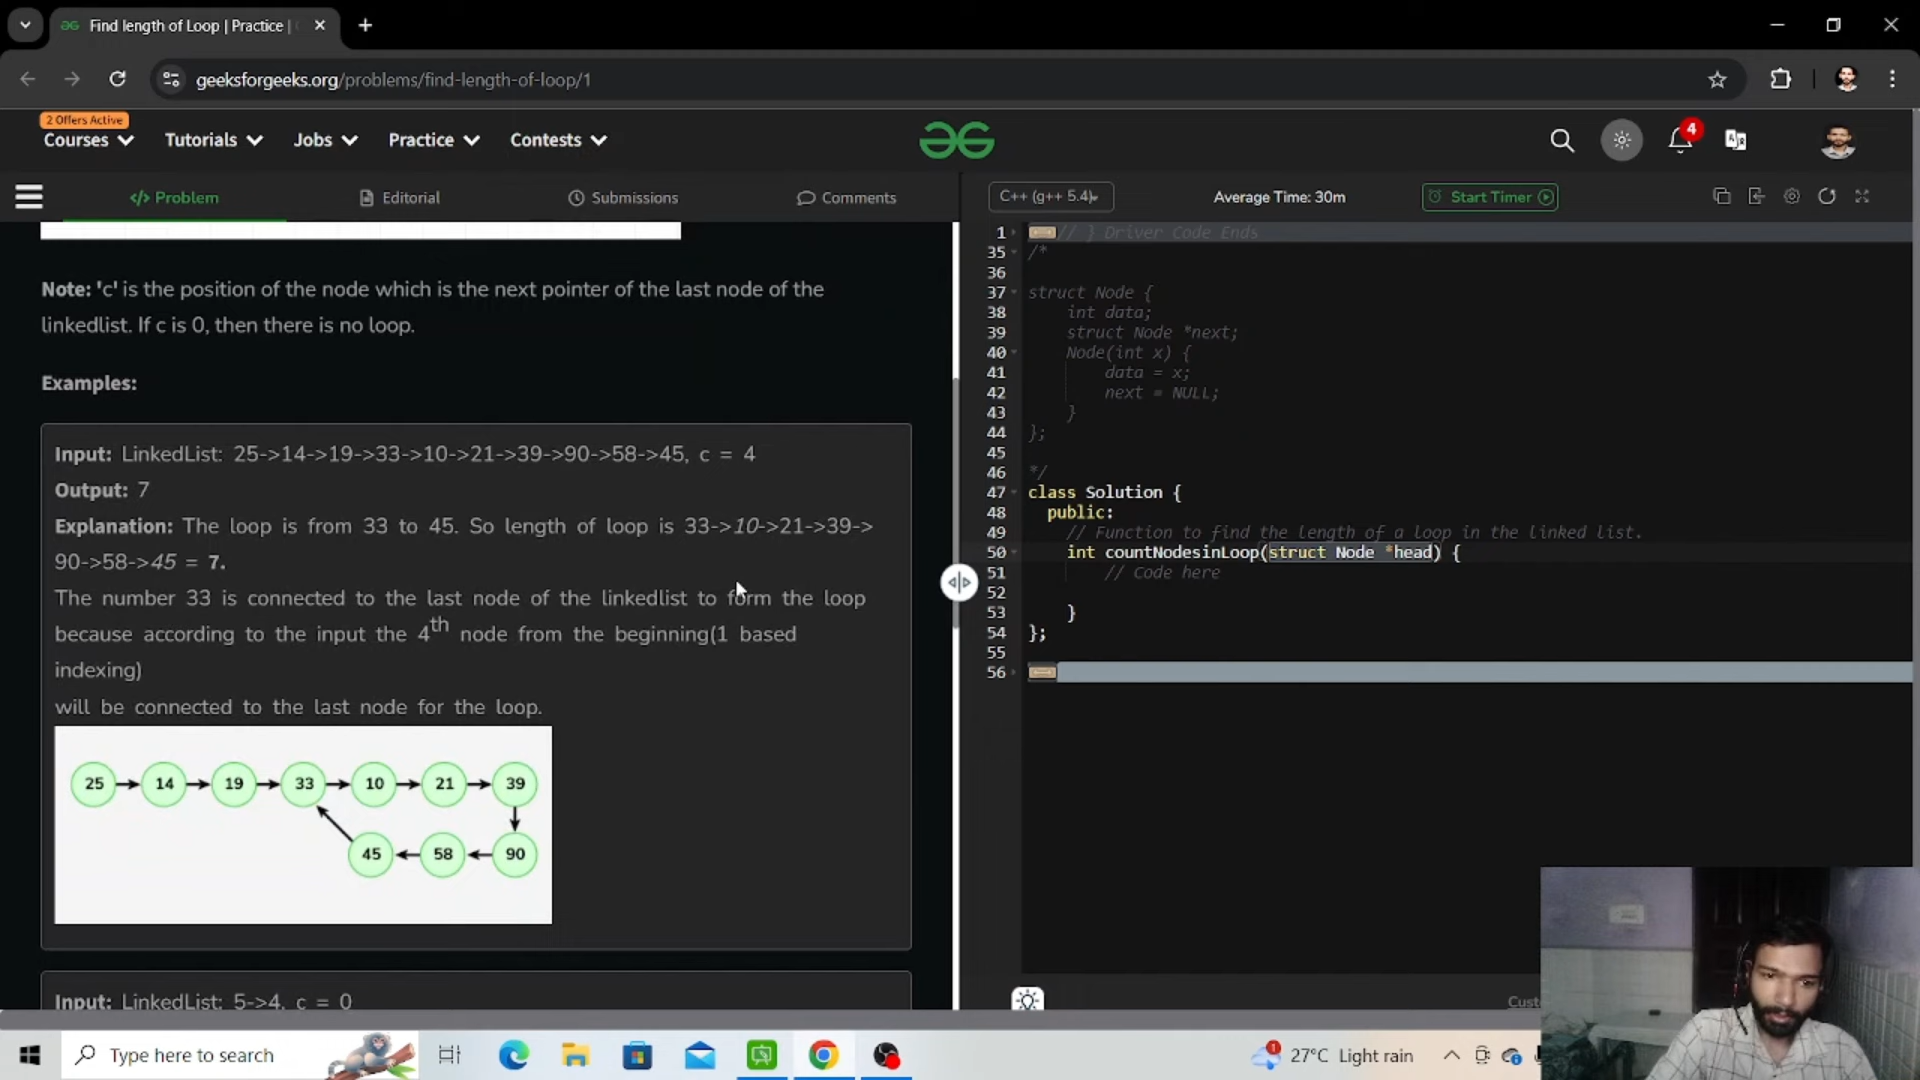 Find length of Loop | Practice |
geeksforgeeks.org/problems/find-length-of-loop/1
2 Offers Active
Courses
Tutorials
Jobs
Practice
Contests
4
</> Problem
Editorial
Submissions
Comments
C++ (g++ 5.4)
Average Time: 30m
Start Timer
Note: 'c' is the position of the node which is the next pointer of the last node of the
linkedlist. If c is 0, then there is no loop.
Examples:
Input: LinkedList: 25->14->19->33->10->21->39->90->58->45, c = 4
Output: 7
Explanation: The loop is from 33 to 45. So length of loop is 33->10->21->39->
90->58->45 = 7.
The number 33 is connected to the last node of the linkedlist to form the loop
because according to the input the 4th node from the beginning(1 based
indexing)
will be connected to the last node for the loop.
25 14 19 33 10 21 39
45 58 90
Input: LinkedList: 5->4, c = 0
1 // } Driver Code Ends
35 /*
36
37 struct Node {
38 int data;
39 struct Node *next;
40 Node(int x) {
41 data = x;
42 next = NULL;
43 }
44 };
45
46 */
47 class Solution {
48 public:
49 // Function to find the length of a loop in the linked list.
50 int countNodesinLoop(struct Node *head) {
51 // Code here
52
53 }
54 };
55
56
Type here to search
1
27°C Light rain